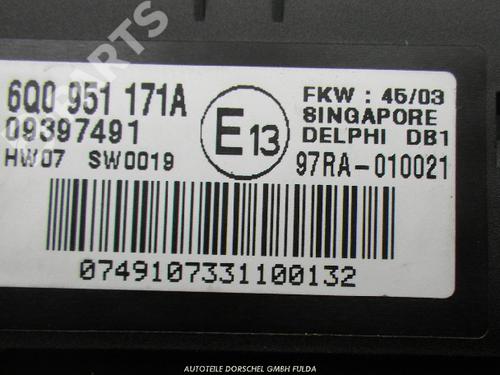 6Q0 951 171A
09397491
HW07 SW0019
E13
FKW : 45/03
SINGAPORE
DELPHI DB1
97RA-010021
0749107331100132
AUTOTEILE DORSCHEL GMBH FULDA